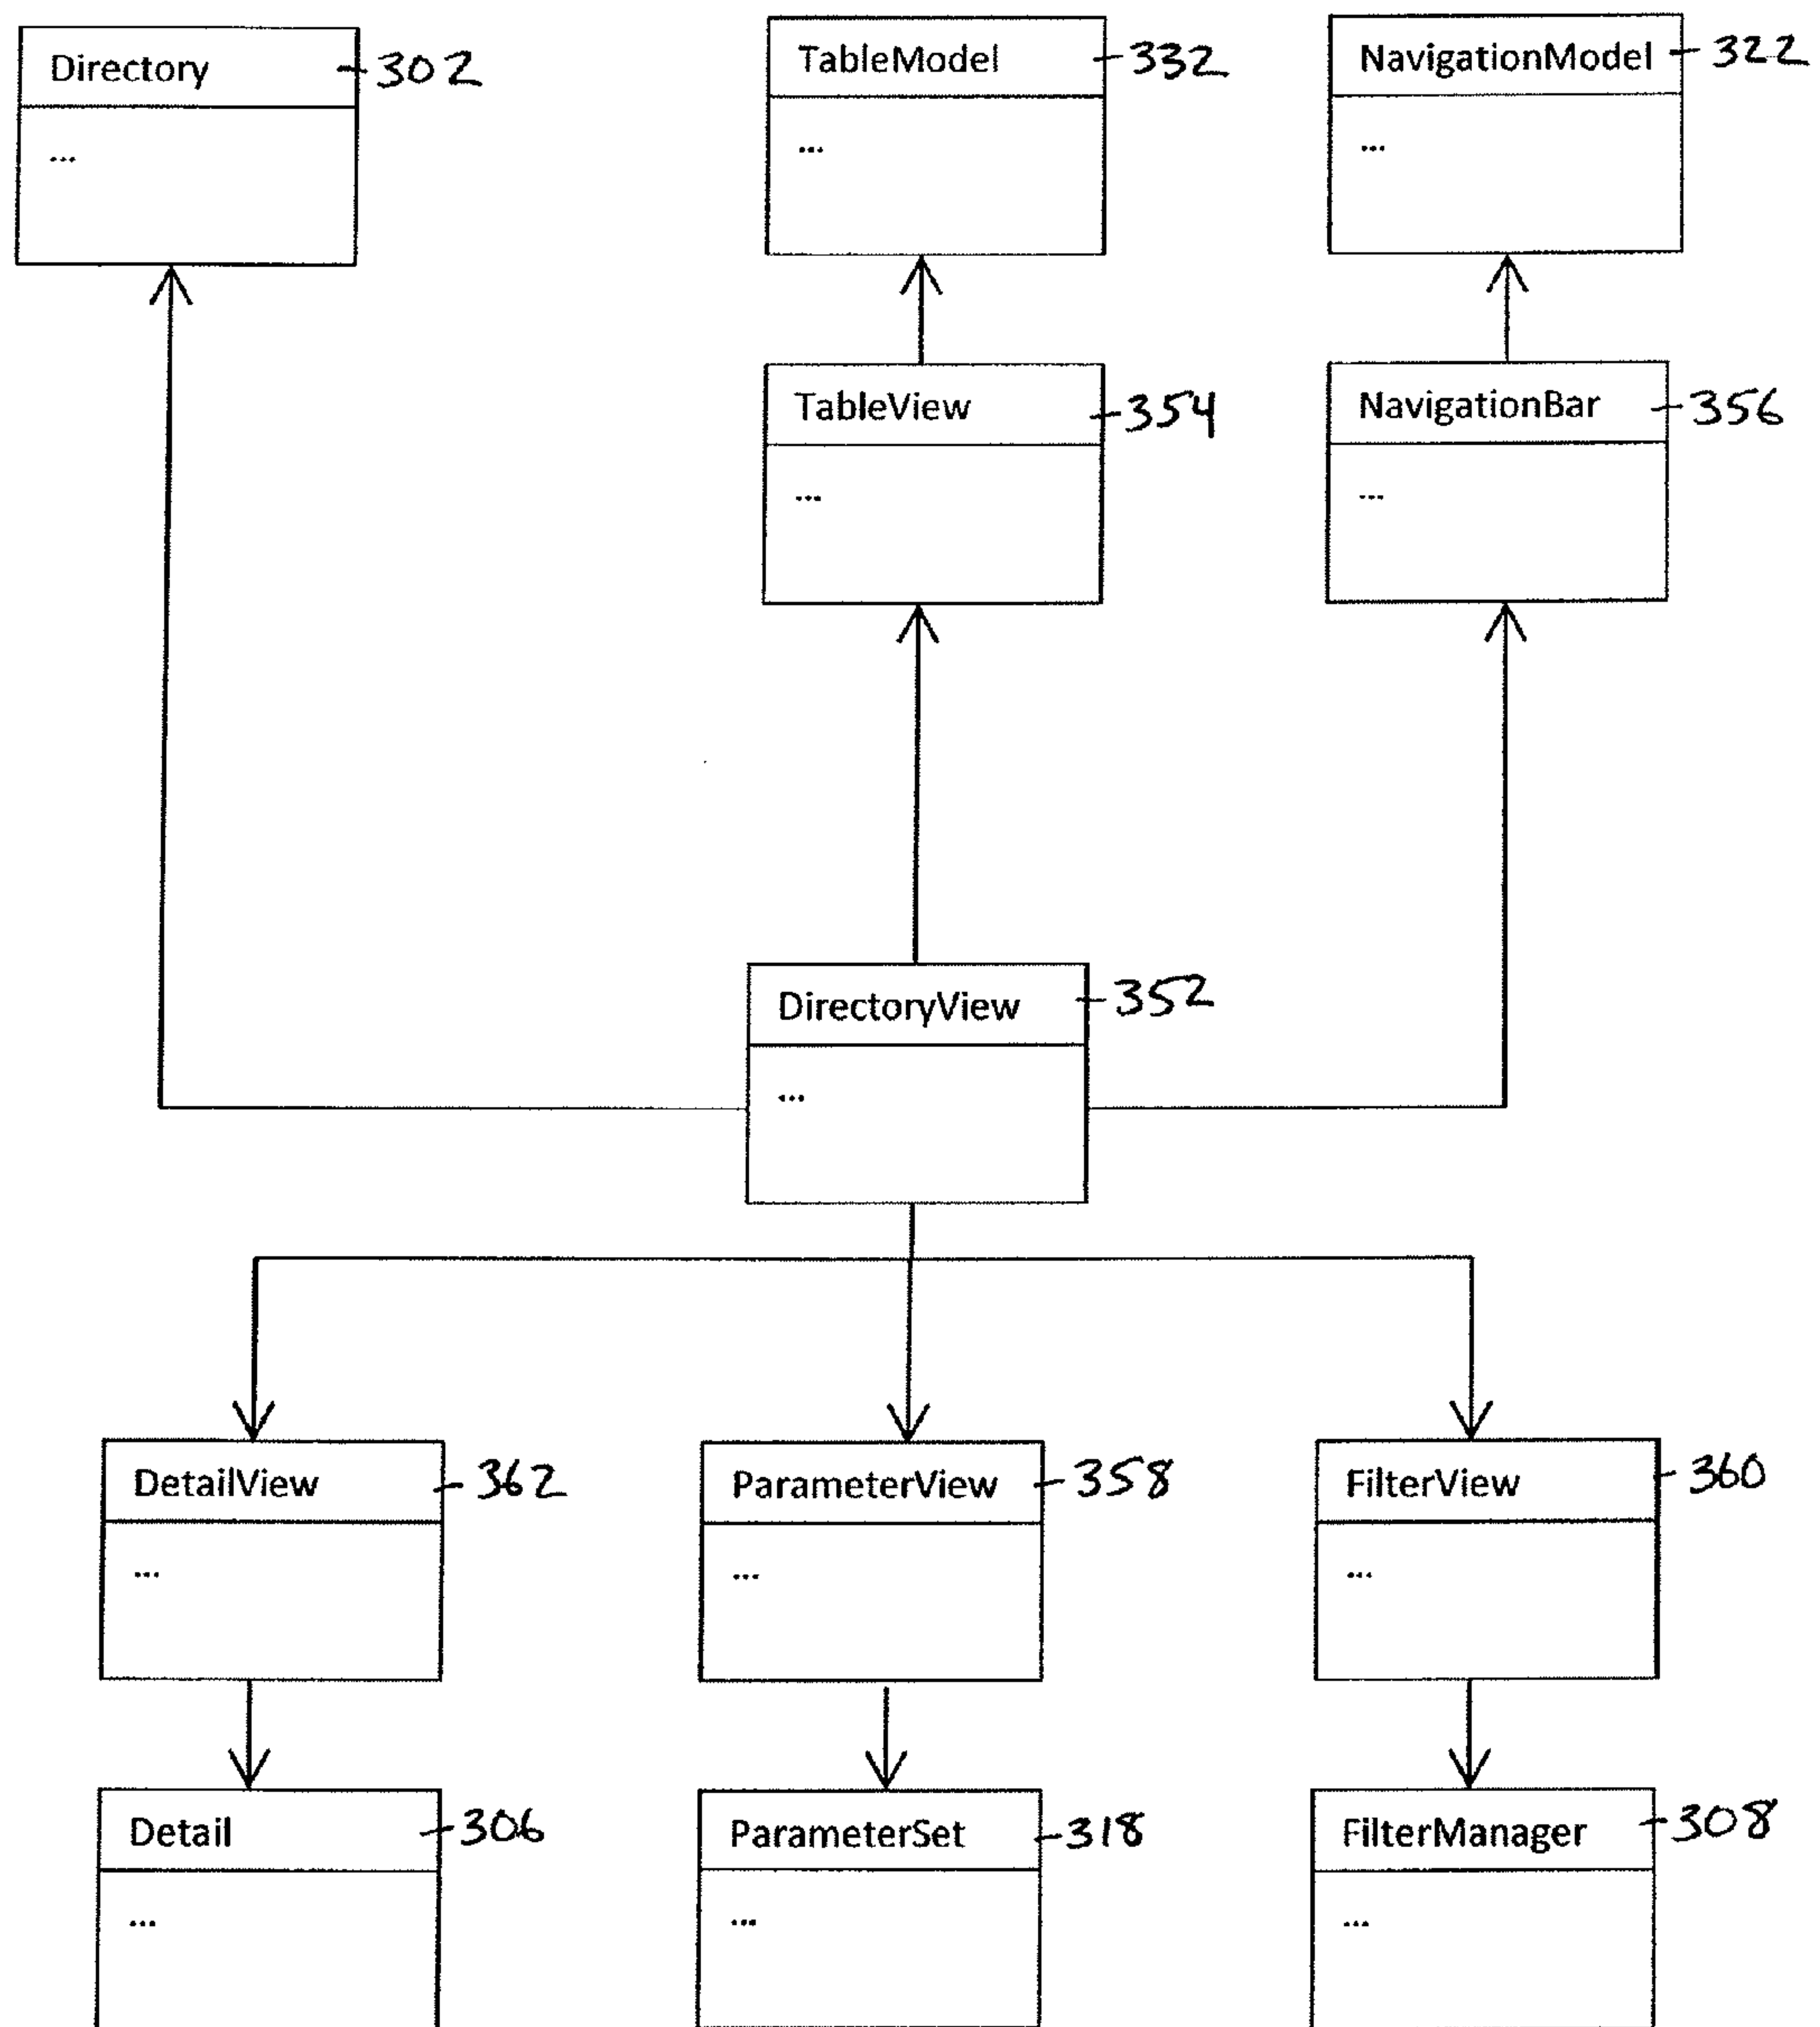 Directory 302
...
TableModel 332
...
NavigationModel 322
...
TableView 354
...
NavigationBar 356
...
DirectoryView 352
...
DetailView 362
...
ParameterView 358
...
FilterView 360
...
Detail 306
...
ParameterSet 318
...
FilterManager 308
...